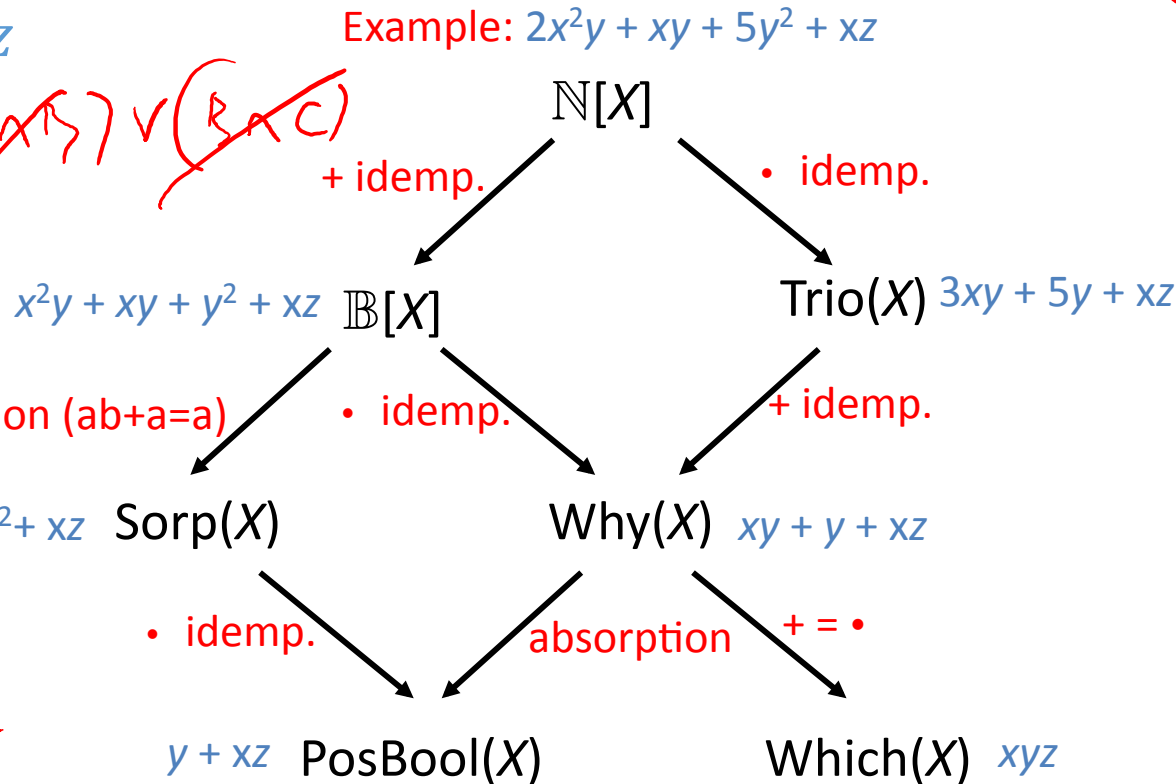 Example: 2x²y + xy + 5y² + xz
z
ℕ[X]
∨ (B ∧ C)
+ idemp.
• idemp.
x²y + xy + y² + xz 𝔹[X]
Trio(X) 3xy + 5y + xz
on (ab+a=a)
• idemp.
+ idemp.
²+ xz Sorp(X)
Why(X) xy + y + xz
• idemp.
absorption
+ = •
y + xz PosBool(X)
Which(X) xyz